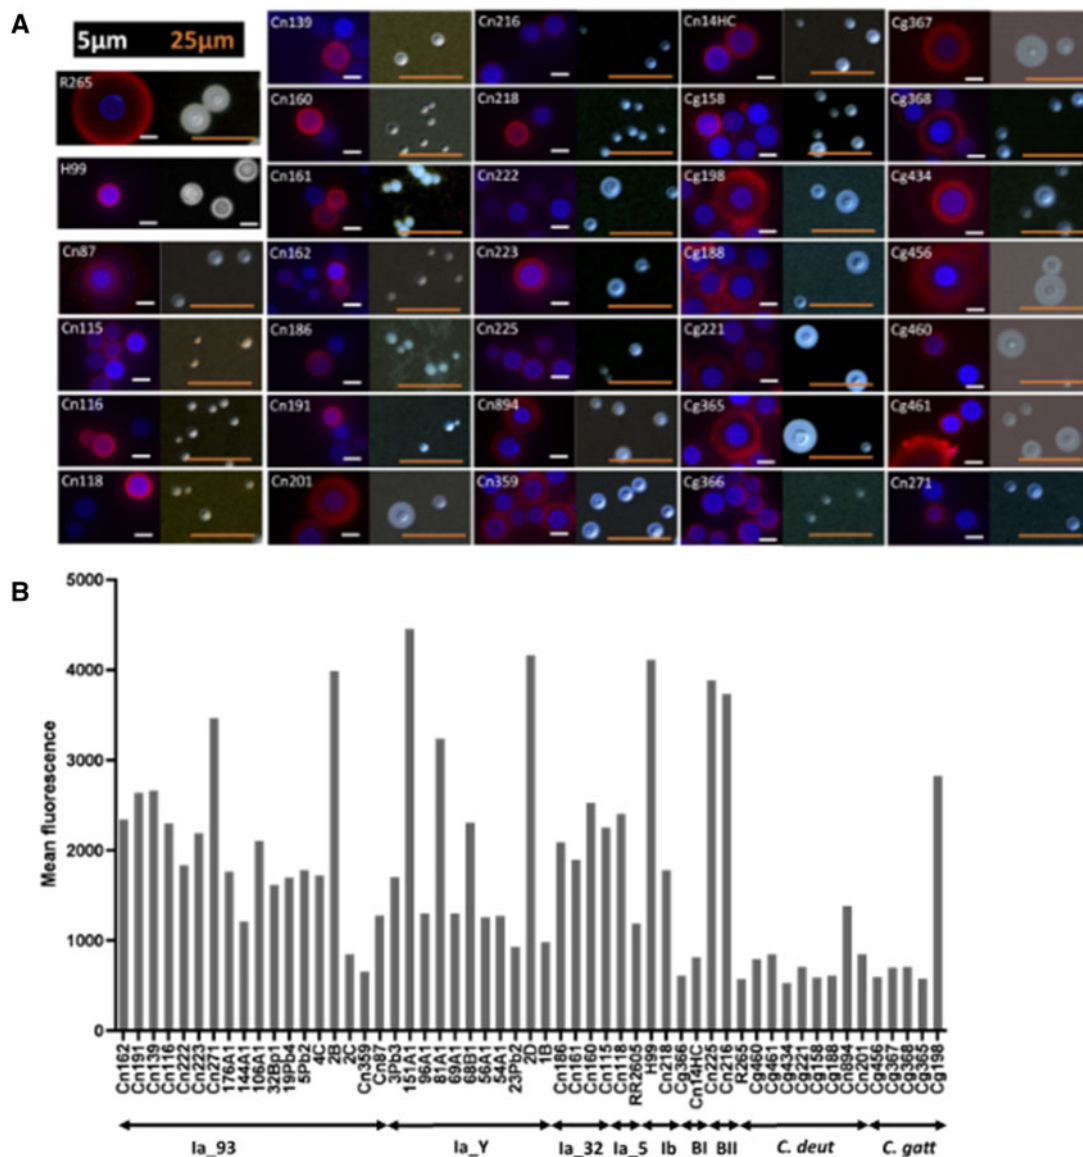 A
5µm 25µm
R265
H99
Cn87
Cn115
Cn116
Cn118
Cn139
Cn160
Cn161
Cn162
Cn186
Cn191
Cn201
Cn216
Cn218
Cn222
Cn223
Cn225
Cn894
Cn359
Cn14HC
Cg158
Cg198
Cg188
Cg221
Cg365
Cg366
Cg367
Cg368
Cg434
Cg456
Cg460
Cg461
Cn271
B
5000
4000
3000
2000
1000
0
Mean fluorescence
Cn162
Cn191
Cn139
Cn116
Cn222
Cn223
Cn271
176A1
144A1
106A1
32Bp1
19Pb4
5Pb2
4C
2B
2C
Cn359
Cn87
3Pb3
151A1
96A1
81A1
69A1
68B1
56A1
54A1
23Pb2
2D
1B
Cn186
Cn161
Cn160
Cn115
Cn118
RR2605
H99
Cn218
Cg366
Cn14HC
Cn225
Cn216
R265
Cg460
Cg461
Cg434
Cg221
Cg158
Cg188
Cn894
Cn201
Cg456
Cg367
Cg368
Cg365
Cg198
Ia_93 Ia_Y Ia_32 Ia_5 Ib BI BII C. deut C. gatt